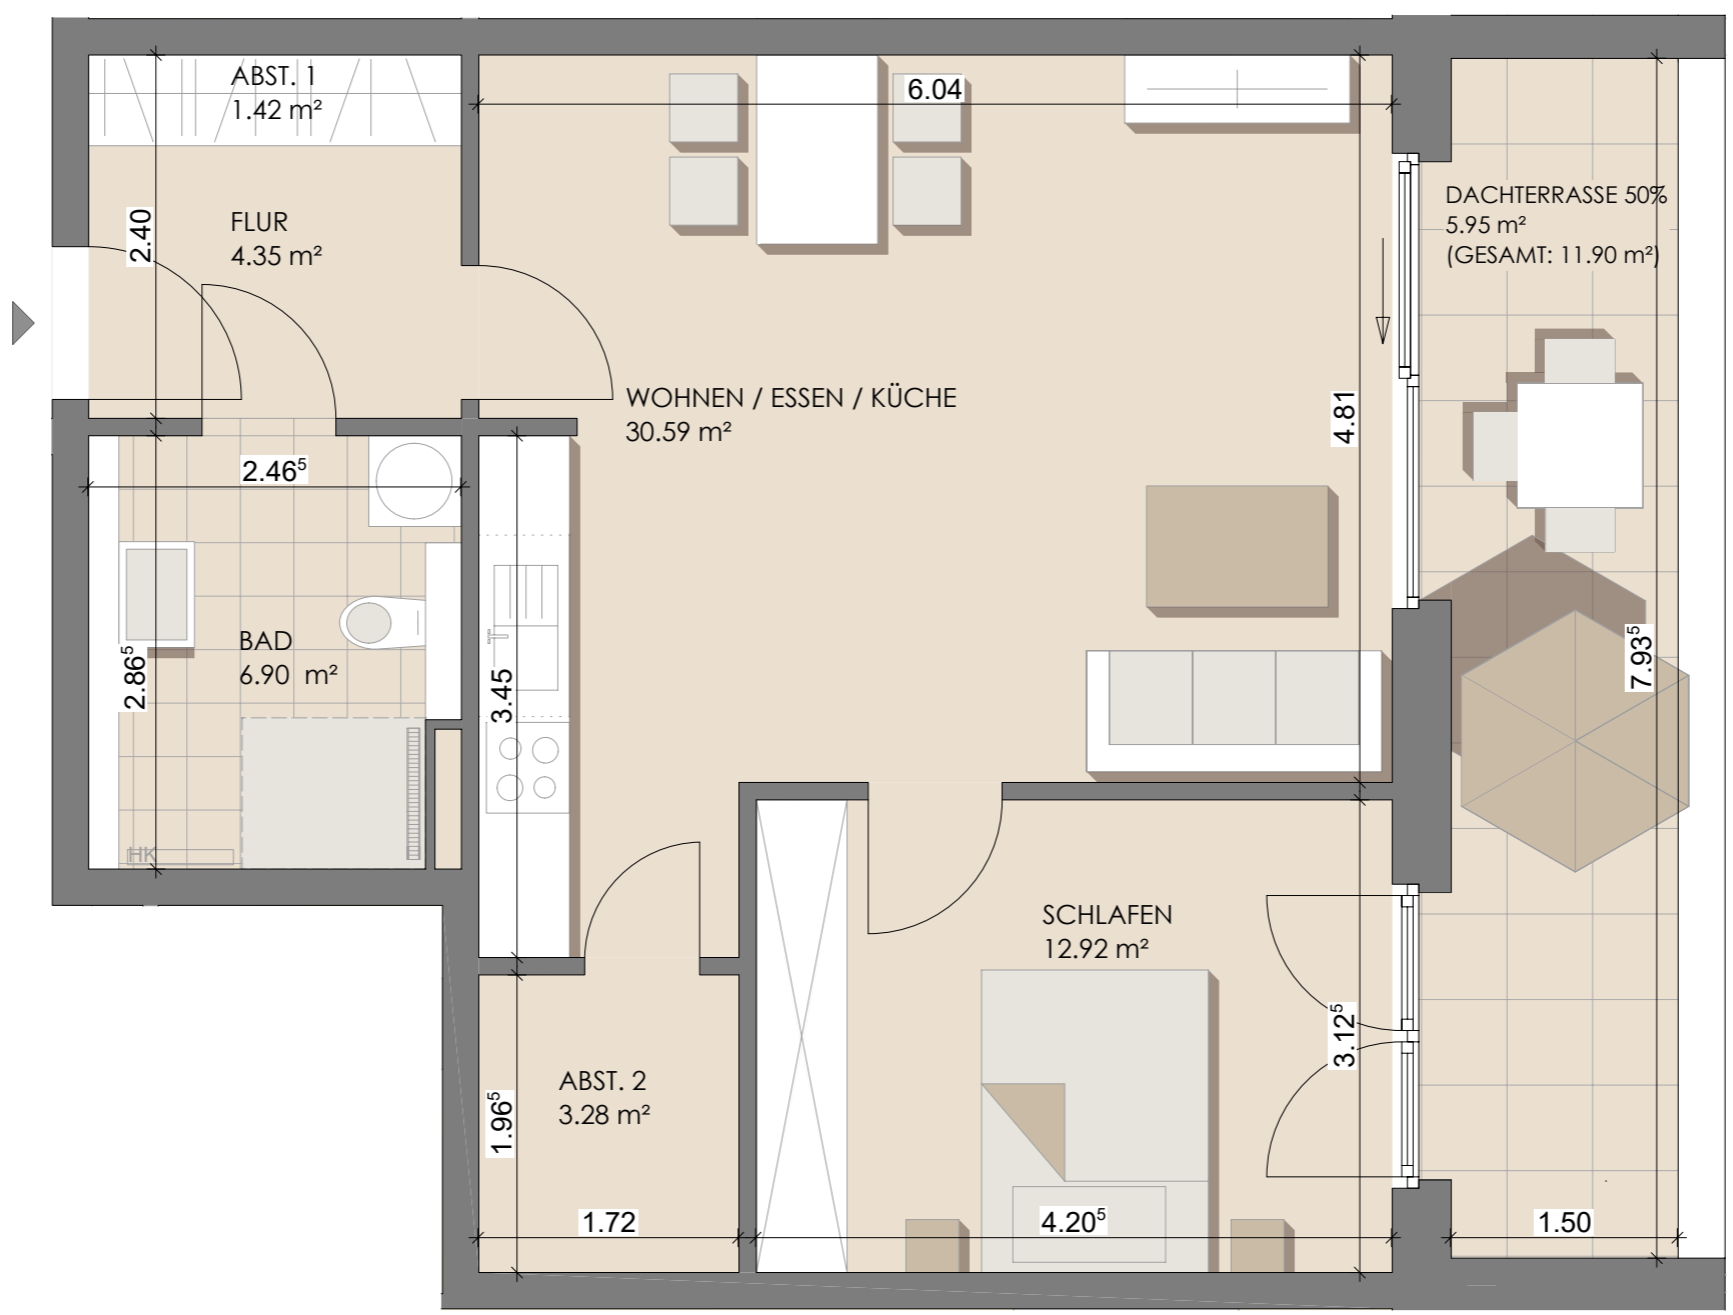 ABST. 1
1.42 m²
6.04
DACHTERRASSE 50%
5.95 m²
(GESAMT: 11.90 m²)
FLUR
4.35 m²
2.40
WOHNEN / ESSEN / KÜCHE
30.59 m²
4.81
2.46⁵
BAD
6.90 m²
2.86⁵
3.45
7.93⁵
HK
SCHLAFEN
12.92 m²
3.12⁵
ABST. 2
3.28 m²
1.96⁵
1.72
4.20⁵
1.50